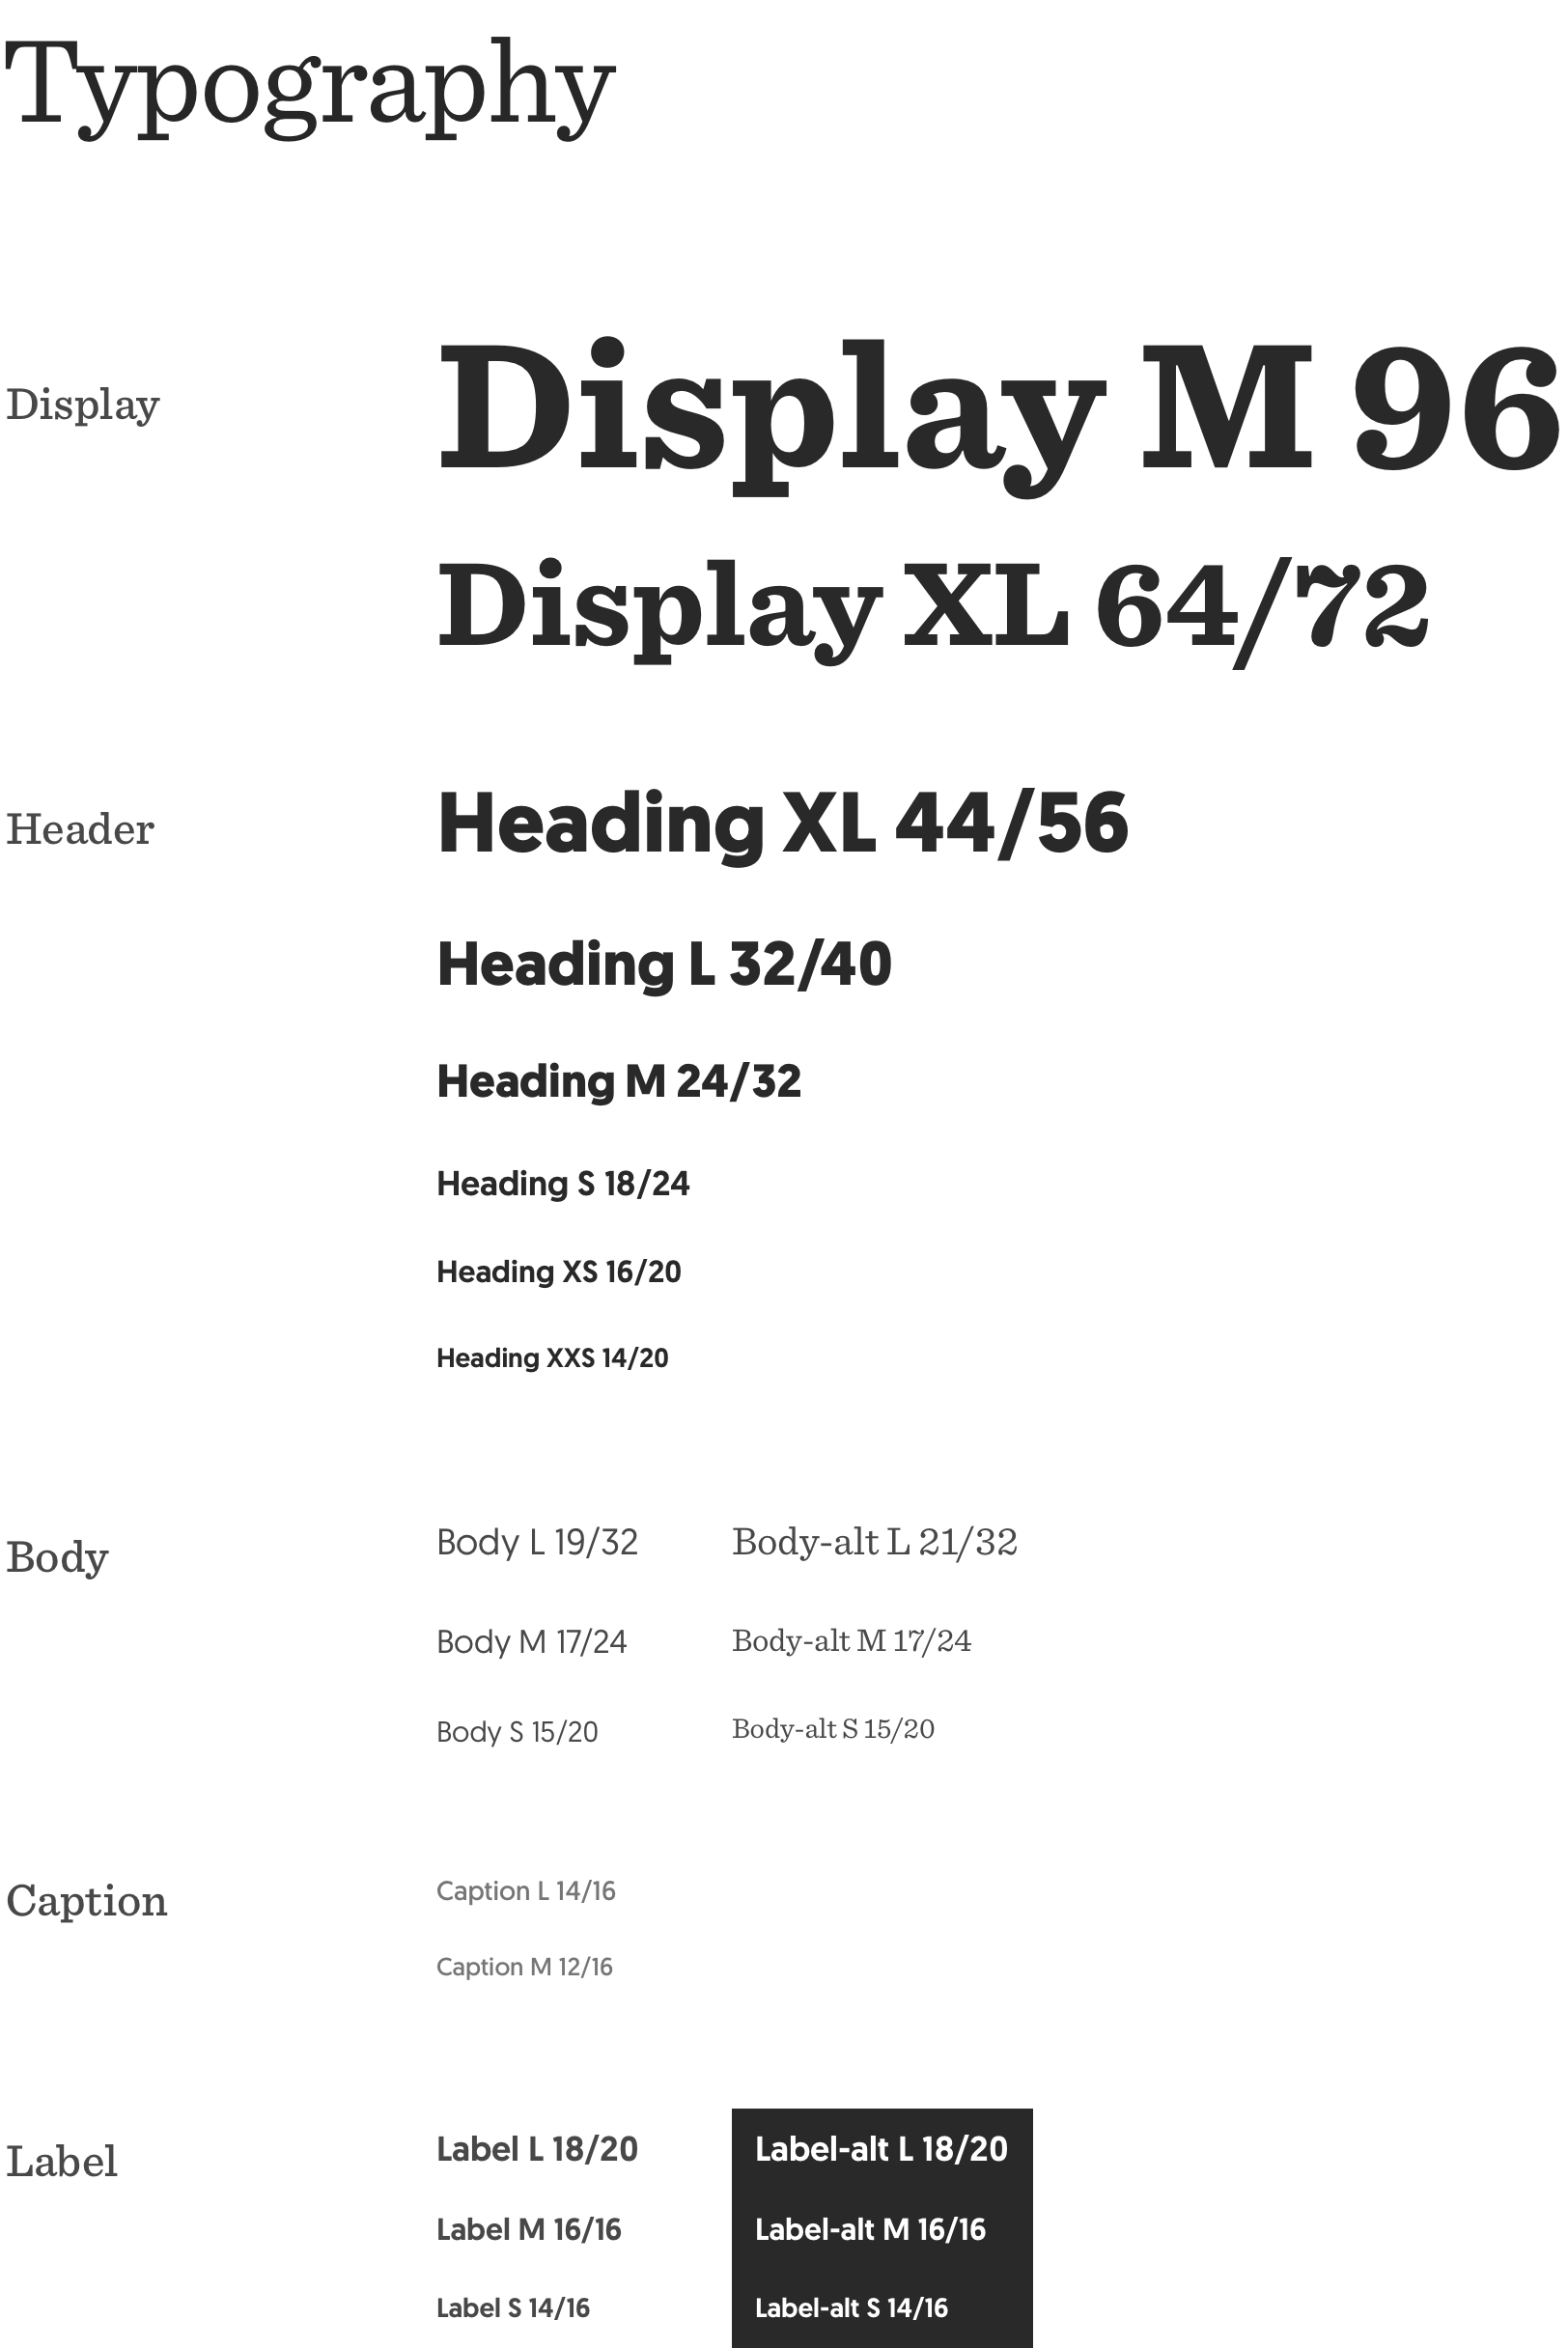 Typography
Display
Display M 96
Display XL 64/72
Header
Heading XL 44/56
Heading L 32/40
Heading M 24/32
Heading S 18/24
Heading XS 16/20
Heading XXS 14/20
Body
Body L 19/32
Body-alt L 21/32
Body M 17/24
Body-alt M 17/24
Body S 15/20
Body-alt S 15/20
Caption
Caption L 14/16
Caption M 12/16
Label
Label L 18/20
Label-alt L 18/20
Label M 16/16
Label-alt M 16/16
Label S 14/16
Label-alt S 14/16